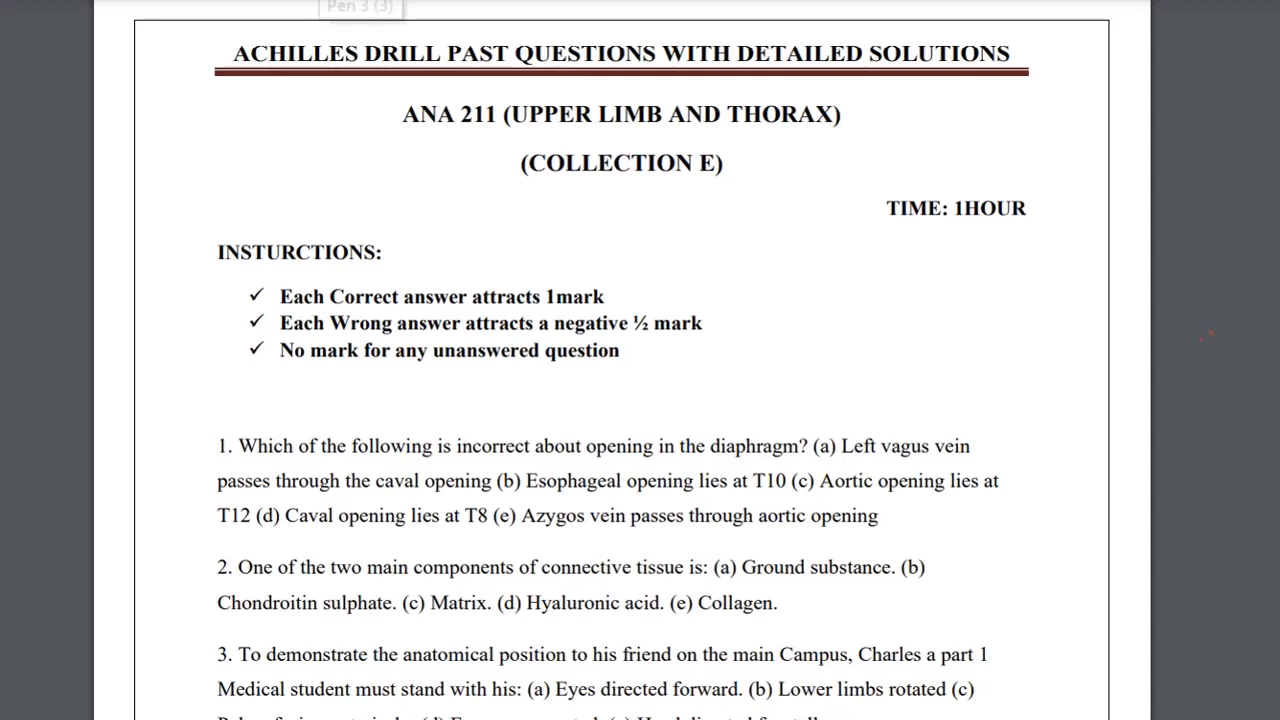 Pen 3 (3)
ACHILLES DRILL PAST QUESTIONS WITH DETAILED SOLUTIONS
ANA 211 (UPPER LIMB AND THORAX)
(COLLECTION E)
TIME: 1HOUR
INSTURCTIONS:
✓ Each Correct answer attracts 1mark
✓ Each Wrong answer attracts a negative ½ mark
✓ No mark for any unanswered question
1. Which of the following is incorrect about opening in the diaphragm? (a) Left vagus vein
passes through the caval opening (b) Esophageal opening lies at T10 (c) Aortic opening lies at
T12 (d) Caval opening lies at T8 (e) Azygos vein passes through aortic opening
2. One of the two main components of connective tissue is: (a) Ground substance. (b)
Chondroitin sulphate. (c) Matrix. (d) Hyaluronic acid. (e) Collagen.
3. To demonstrate the anatomical position to his friend on the main Campus, Charles a part 1
Medical student must stand with his: (a) Eyes directed forward. (b) Lower limbs rotated (c)